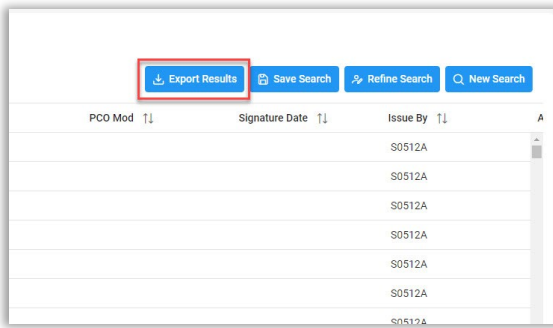 Export Results Save Search Refine Search New Search
PCO Mod Signature Date Issue By A
S0512A
S0512A
S0512A
S0512A
S0512A
S0512A
S0512A